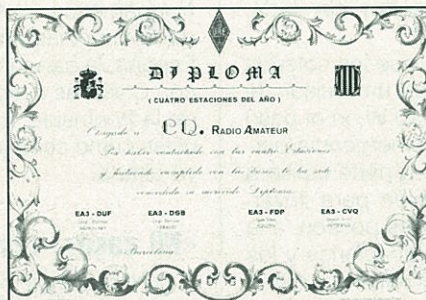 DIPLOMA
( CUATRO ESTACIONES DEL AÑO )
Otorgado a CQ. RADIO AMATEUR
Por haber contactado con las cuatro Estaciones
y habiendo cumplido con las bases, le ha sido
concedido su merecido Diploma
EA3 - DUF EA3 - DGB EA3 - FDP EA3 - CVQ
VERANO
Barcelona